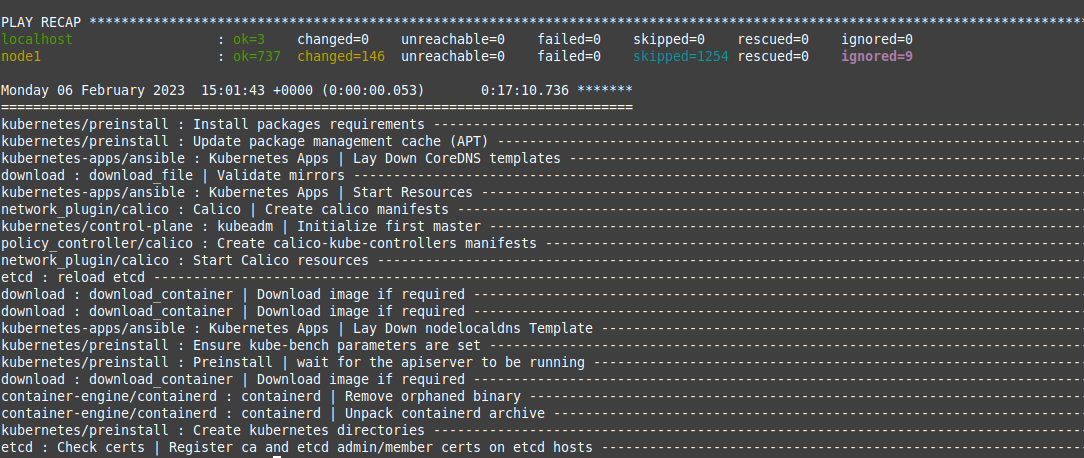 PLAY RECAP ****************************************************************************************************************************
localhost                  : ok=3    changed=0    unreachable=0    failed=0    skipped=0    rescued=0    ignored=0
node1                      : ok=737  changed=146  unreachable=0    failed=0    skipped=1254 rescued=0    ignored=9
Monday 06 February 2023  15:01:43 +0000 (0:00:00.053)       0:17:10.736 *******
===============================================================================
kubernetes/preinstall : Install packages requirements ---------------------------------------------------------------------------------
kubernetes/preinstall : Update package management cache (APT) -------------------------------------------------------------------------
kubernetes-apps/ansible : Kubernetes Apps | Lay Down CoreDNS templates ----------------------------------------------------------------
download : download_file | Validate mirrors -------------------------------------------------------------------------------------------
kubernetes-apps/ansible : Kubernetes Apps | Start Resources ---------------------------------------------------------------------------
network_plugin/calico : Calico | Create calico manifests ------------------------------------------------------------------------------
kubernetes/control-plane : kubeadm | Initialize first master --------------------------------------------------------------------------
policy_controller/calico : Create calico-kube-controllers manifests -------------------------------------------------------------------
network_plugin/calico : Start Calico resources ----------------------------------------------------------------------------------------
etcd : reload etcd --------------------------------------------------------------------------------------------------------------------
download : download_container | Download image if required ----------------------------------------------------------------------------
download : download_container | Download image if required ----------------------------------------------------------------------------
kubernetes-apps/ansible : Kubernetes Apps | Lay Down nodelocaldns Template ------------------------------------------------------------
kubernetes/preinstall : Ensure kube-bench parameters are set --------------------------------------------------------------------------
kubernetes/preinstall : Preinstall | wait for the apiserver to be running -------------------------------------------------------------
download : download_container | Download image if required ----------------------------------------------------------------------------
container-engine/containerd : containerd | Remove orphaned binary ---------------------------------------------------------------------
container-engine/containerd : containerd | Unpack containerd archive ------------------------------------------------------------------
kubernetes/preinstall : Create kubernetes directories ---------------------------------------------------------------------------------
etcd : Check certs | Register ca and etcd admin/member certs on etcd hosts ------------------------------------------------------------